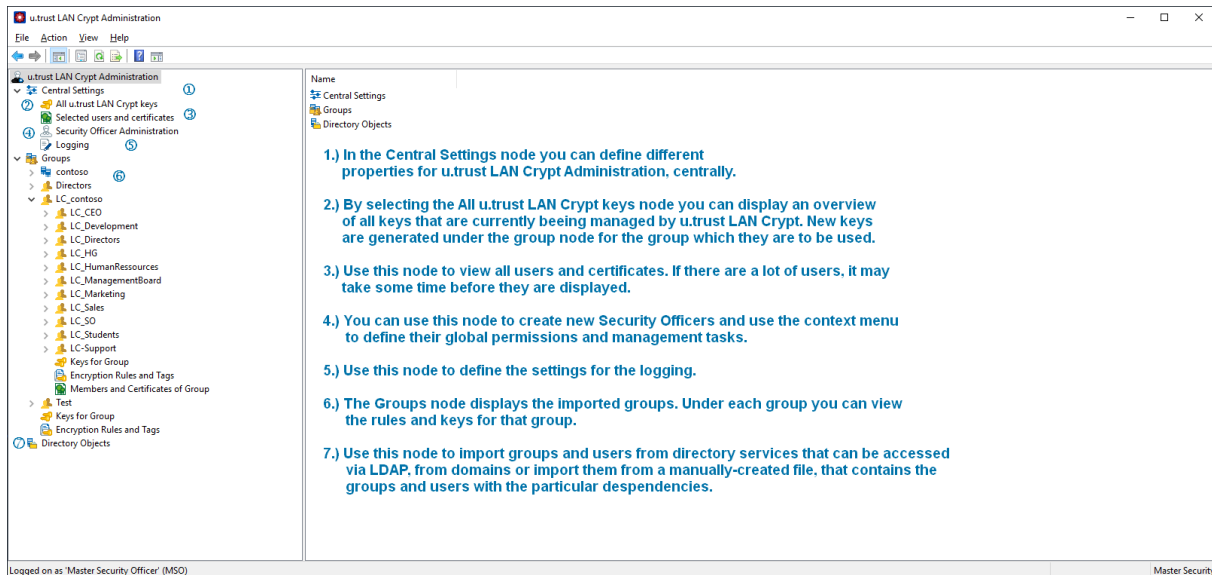 u.trust LAN Crypt Administration
File Action View Help
u.trust LAN Crypt Administration
Central Settings ①
② All u.trust LAN Crypt keys
Selected users and certificates ③
④ Security Officer Administration
Logging ⑤
Groups
contoso ⑥
Directors
LC_contoso
LC_CEO
LC_Development
LC_Directors
LC_HG
LC_HumanRessources
LC_ManagementBoard
LC_Marketing
LC_Sales
LC_SO
LC_Students
LC-Support
Keys for Group
Encryption Rules and Tags
Members and Certificates of Group
Test
Keys for Group
Encryption Rules and Tags
⑦ Directory Objects
Name
Central Settings
Groups
Directory Objects
1.) In the Central Settings node you can define different
properties for u.trust LAN Crypt Administration, centrally.
2.) By selecting the All u.trust LAN Crypt keys node you can display an overview
of all keys that are currently beeing managed by u.trust LAN Crypt. New keys
are generated under the group node for the group which they are to be used.
3.) Use this node to view all users and certificates. If there are a lot of users, it may
take some time before they are displayed.
4.) You can use this node to create new Security Officers and use the context menu
to define their global permissions and management tasks.
5.) Use this node to define the settings for the logging.
6.) The Groups node displays the imported groups. Under each group you can view
the rules and keys for that group.
7.) Use this node to import groups and users from directory services that can be accessed
via LDAP, from domains or import them from a manually-created file, that contains the
groups and users with the particular despendencies.
Logged on as 'Master Security Officer' (MSO)
Master Security